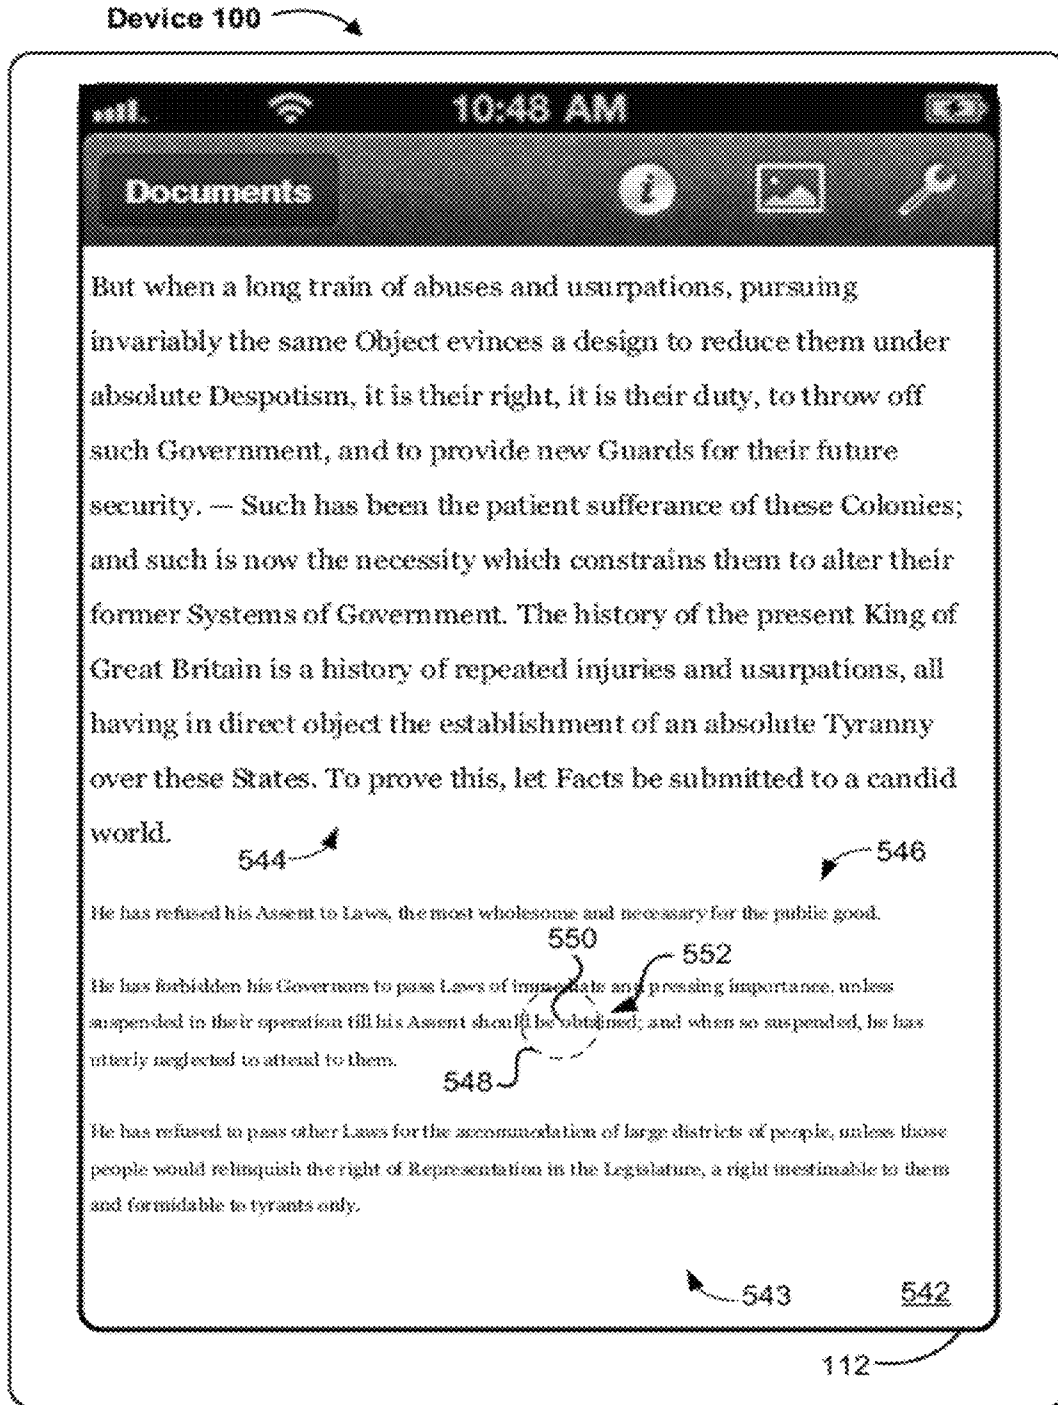 Device 100
10:48 AM
Documents
But when a long train of abuses and usurpations, pursuing
invariably the same Object evinces a design to reduce them under
absolute Despotism, it is their right, it is their duty, to throw off
such Government, and to provide new Guards for their future
security. — Such has been the patient sufferance of these Colonies;
and such is now the necessity which constrains them to alter their
former Systems of Government. The history of the present King of
Great Britain is a history of repeated injuries and usurpations, all
having in direct object the establishment of an absolute Tyranny
over these States. To prove this, let Facts be submitted to a candid
world.
544
546
He has refused his Assent to Laws, the most wholesome and necessary for the public good.
550
552
He has forbidden his Governors to pass Laws of immediate and pressing importance, unless
suspended in their operation till his Assent should be obtained; and when so suspended, he has
utterly neglected to attend to them.
548
He has refused to pass other Laws for the accommodation of large districts of people, unless those
people would relinquish the right of Representation in the Legislature, a right inestimable to them
and formidable to tyrants only.
543
542
112